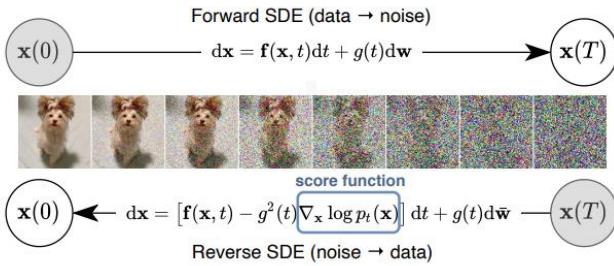 Forward SDE (data → noise)
x(0) dx = f(x, t)dt + g(t)dw x(T)
score function
x(0) dx = [f(x, t) − g²(t)∇ₓ log pₜ(x)] dt + g(t)dw̄ x(T)
Reverse SDE (noise → data)